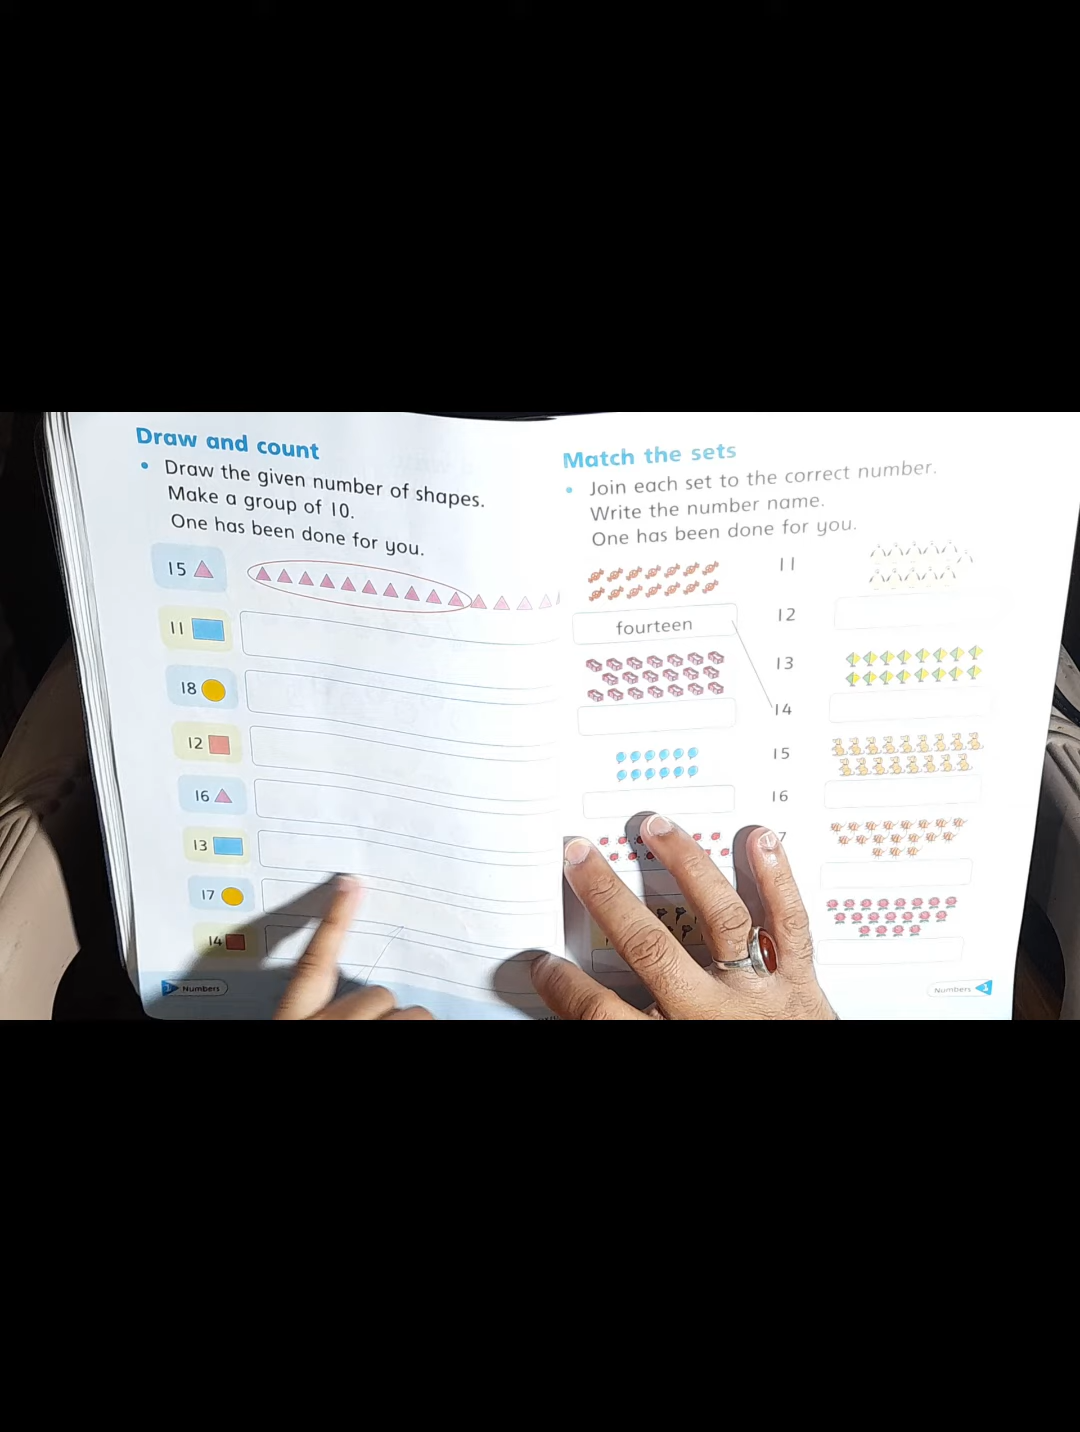 Draw and count
• Draw the given number of shapes.
Make a group of 10.
One has been done for you.
15
11
18
12
16
13
17
14
Numbers
Match the sets
• Join each set to the correct number.
Write the number name.
One has been done for you.
fourteen
11
12
13
14
15
16
7
Numbers